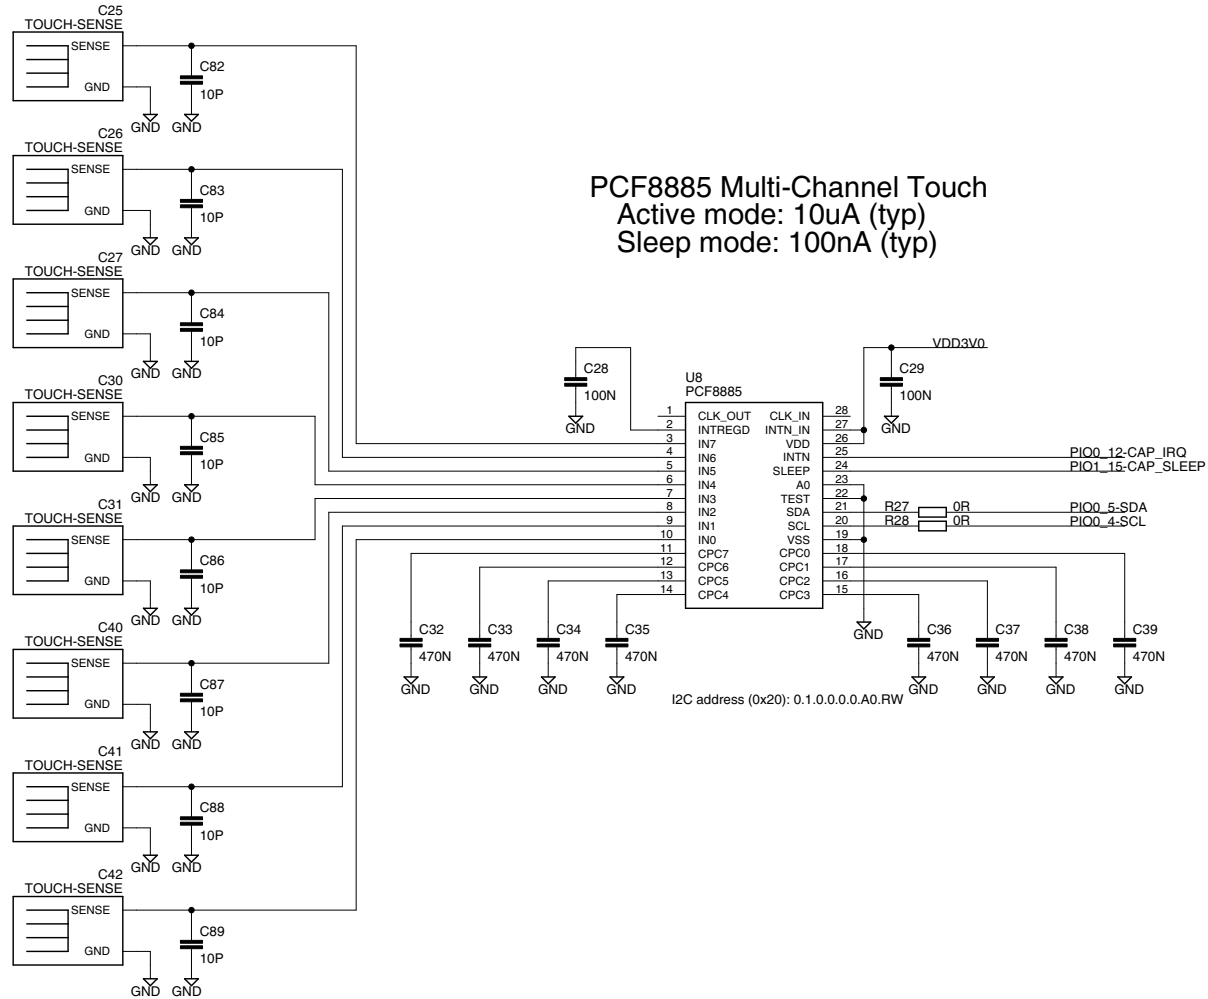 C25
TOUCH-SENSE
SENSE
GND
C82
10P
GND
GND
C26
TOUCH-SENSE
SENSE
GND
C83
10P
GND
GND
C27
TOUCH-SENSE
SENSE
GND
C84
10P
GND
GND
C30
TOUCH-SENSE
SENSE
GND
C85
10P
GND
GND
C31
TOUCH-SENSE
SENSE
GND
C86
10P
GND
GND
C40
TOUCH-SENSE
SENSE
GND
C87
10P
GND
GND
C41
TOUCH-SENSE
SENSE
GND
C88
10P
GND
GND
C42
TOUCH-SENSE
SENSE
GND
C89
10P
GND
GND
PCF8885 Multi-Channel Touch
Active mode: 10uA (typ)
Sleep mode: 100nA (typ)
C28
100N
GND
VDD3V0
C29
100N
GND
U8
PCF8885
1 CLK_OUT CLK_IN 28
2 INTREGD INTN_IN 27
3 IN7 VDD 26
4 IN6 INTN 25 PIO0_12-CAP_IRQ
5 IN5 SLEEP 24 PIO1_15-CAP_SLEEP
6 IN4 A0 23
7 IN3 TEST 22
8 IN2 SDA 21 R27 0R PIO0_5-SDA
9 IN1 SCL 20 R28 0R PIO0_4-SCL
10 IN0 VSS 19
11 CPC7 CPC0 18
12 CPC6 CPC1 17
13 CPC5 CPC2 16
14 CPC4 CPC3 15
GND
C32
470N
GND
C33
470N
GND
C34
470N
GND
C35
470N
GND
C36
470N
GND
C37
470N
GND
C38
470N
GND
C39
470N
GND
I2C address (0x20): 0.1.0.0.0.0.A0.RW